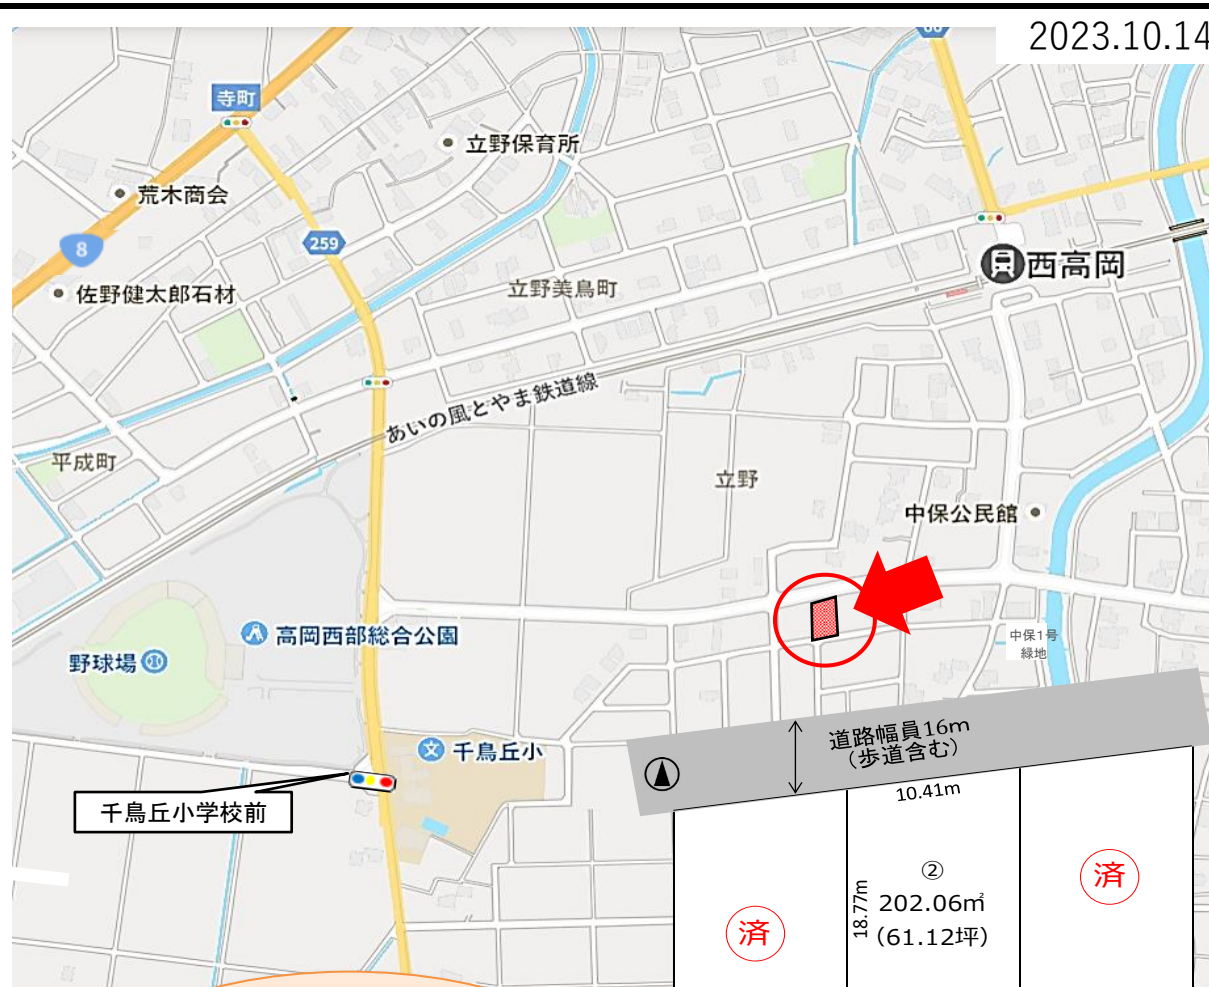 2023.10.14
寺町
立野保育所
荒木商会
259
8
西高岡
佐野健太郎石材
立野美鳥町
あいの風とやま鉄道線
平成町
立野
中保公民館
高岡西部総合公園
野球場
中保1号
緑地
道路幅員16m
（歩道含む）
千鳥丘小
10.41m
千鳥丘小学校前
②
済
18.77m
202.06㎡
(61.12坪)
済